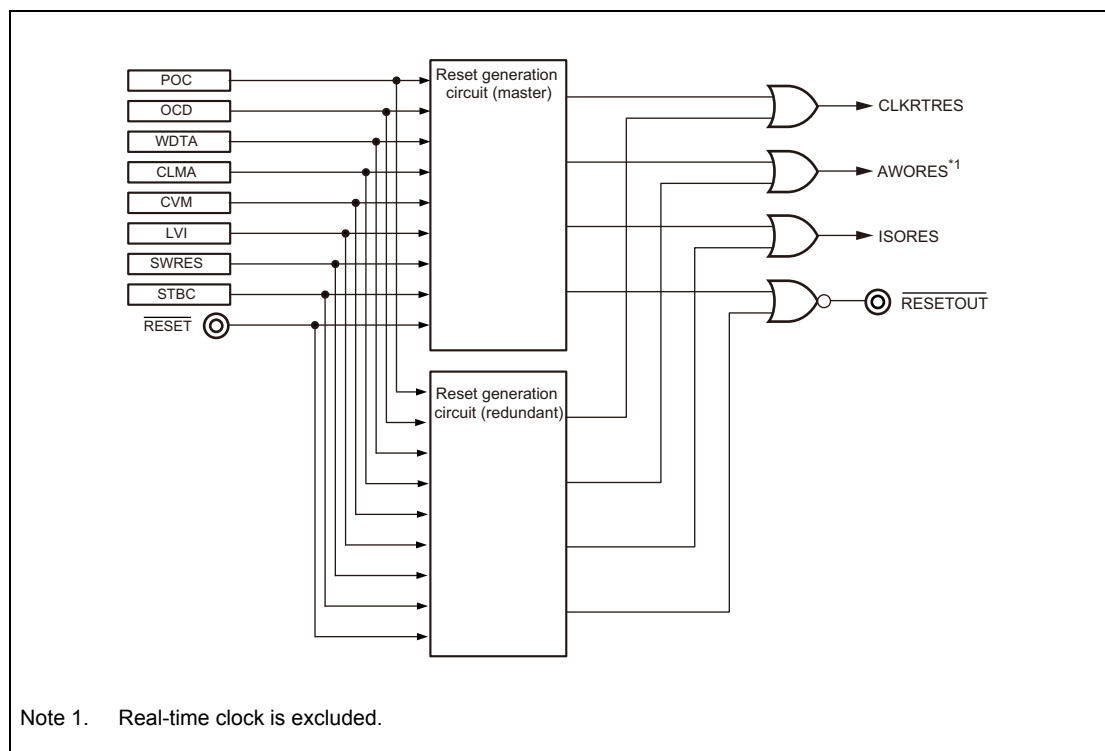 POC
OCD
WDTA
CLMA
CVM
LVI
SWRES
STBC
RESET
Reset generation
circuit (master)
Reset generation
circuit (redundant)
CLKRTRES
AWORES*1
ISORES
RESETOUT
Note 1. Real-time clock is excluded.